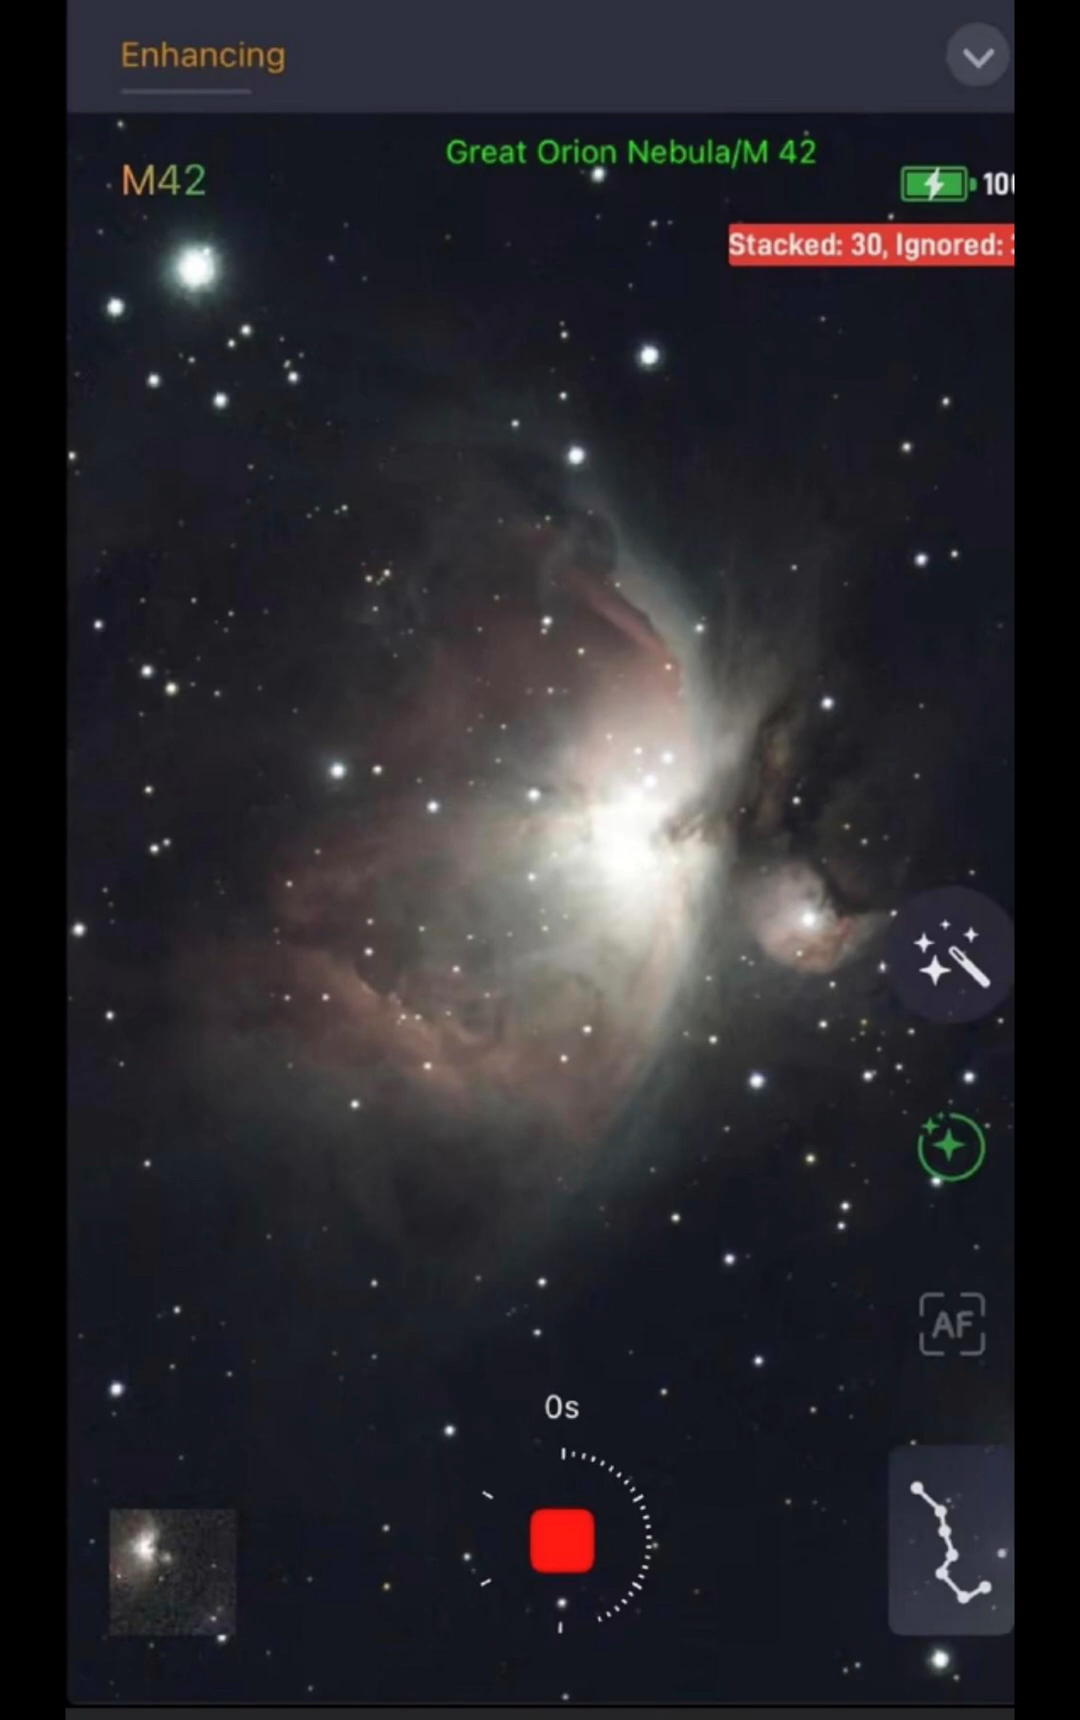 Enhancing
Great Orion Nebula/M 42
M42
Stacked: 30, Ignored:
0s
AF